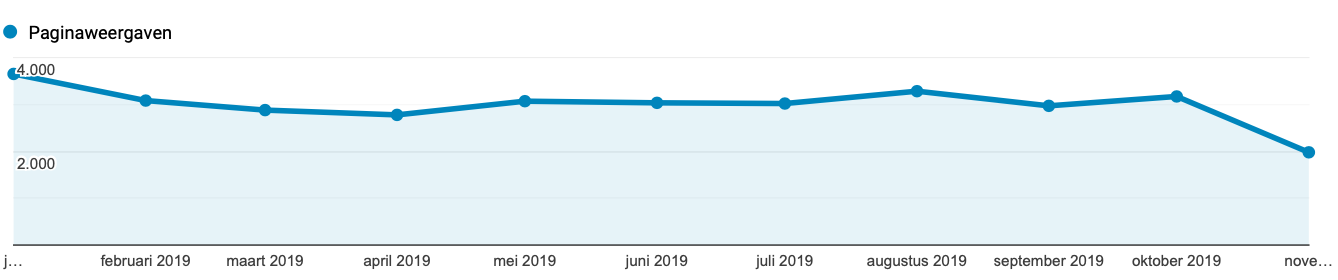 Paginaweergaven
4.000
2.000
j… februari 2019 maart 2019 april 2019 mei 2019 juni 2019 juli 2019 augustus 2019 september 2019 oktober 2019 nove…